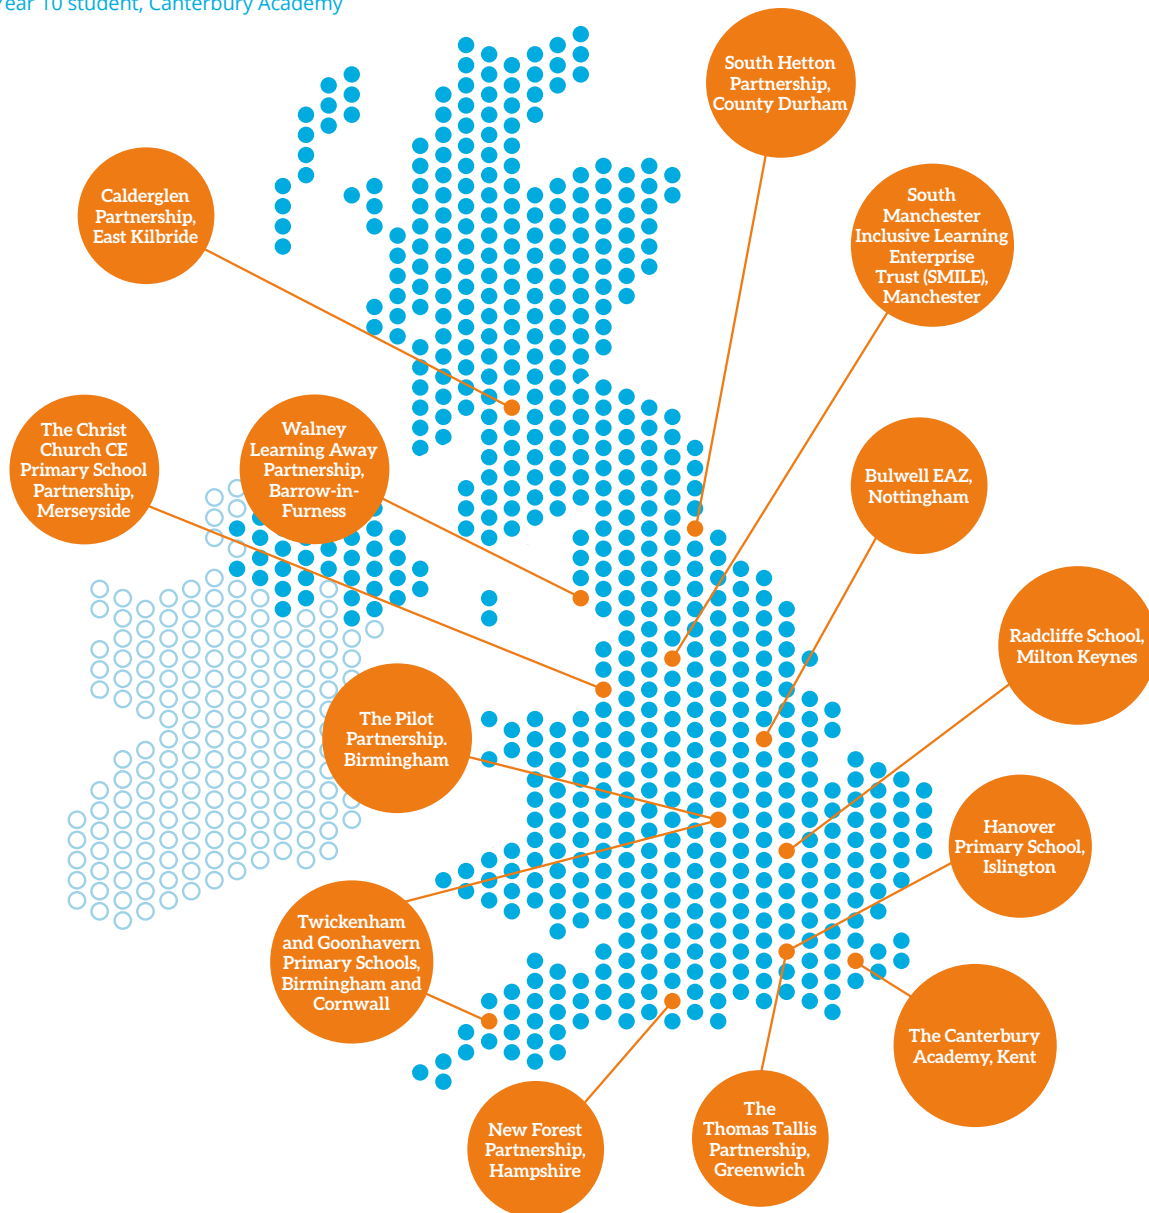 Year 10 student, Canterbury Academy
South Hetton
Partnership,
County Durham
Calderglen
Partnership,
East Kilbride
South
Manchester
Inclusive Learning
Enterprise
Trust (SMILE),
Manchester
The Christ
Church CE
Primary School
Partnership,
Merseyside
Walney
Learning Away
Partnership,
Barrow-in-
Furness
Bulwell EAZ,
Nottingham
Radcliffe School,
Milton Keynes
The Pilot
Partnership.
Birmingham
Hanover
Primary School,
Islington
Twickenham
and Goonhavern
Primary Schools,
Birmingham and
Cornwall
The Canterbury
Academy, Kent
New Forest
Partnership,
Hampshire
The
Thomas Tallis
Partnership,
Greenwich